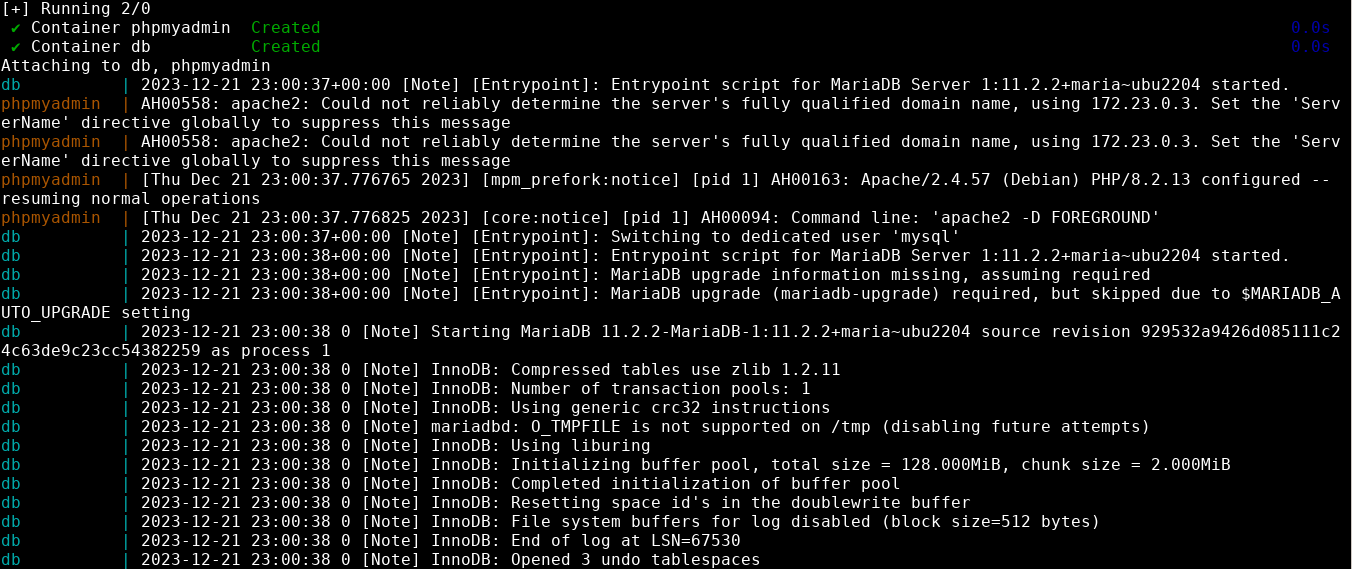 [+] Running 2/0
 ✔ Container phpmyadmin  Created                                                                                                 0.0s
 ✔ Container db          Created                                                                                                 0.0s
Attaching to db, phpmyadmin
db          | 2023-12-21 23:00:37+00:00 [Note] [Entrypoint]: Entrypoint script for MariaDB Server 1:11.2.2+maria~ubu2204 started.
phpmyadmin  | AH00558: apache2: Could not reliably determine the server's fully qualified domain name, using 172.23.0.3. Set the 'Serv
erName' directive globally to suppress this message
phpmyadmin  | AH00558: apache2: Could not reliably determine the server's fully qualified domain name, using 172.23.0.3. Set the 'Serv
erName' directive globally to suppress this message
phpmyadmin  | [Thu Dec 21 23:00:37.776765 2023] [mpm_prefork:notice] [pid 1] AH00163: Apache/2.4.57 (Debian) PHP/8.2.13 configured --
resuming normal operations
phpmyadmin  | [Thu Dec 21 23:00:37.776825 2023] [core:notice] [pid 1] AH00094: Command line: 'apache2 -D FOREGROUND'
db          | 2023-12-21 23:00:37+00:00 [Note] [Entrypoint]: Switching to dedicated user 'mysql'
db          | 2023-12-21 23:00:38+00:00 [Note] [Entrypoint]: Entrypoint script for MariaDB Server 1:11.2.2+maria~ubu2204 started.
db          | 2023-12-21 23:00:38+00:00 [Note] [Entrypoint]: MariaDB upgrade information missing, assuming required
db          | 2023-12-21 23:00:38+00:00 [Note] [Entrypoint]: MariaDB upgrade (mariadb-upgrade) required, but skipped due to $MARIADB_A
UTO_UPGRADE setting
db          | 2023-12-21 23:00:38 0 [Note] Starting MariaDB 11.2.2-MariaDB-1:11.2.2+maria~ubu2204 source revision 929532a9426d085111c2
4c63de9c23cc54382259 as process 1
db          | 2023-12-21 23:00:38 0 [Note] InnoDB: Compressed tables use zlib 1.2.11
db          | 2023-12-21 23:00:38 0 [Note] InnoDB: Number of transaction pools: 1
db          | 2023-12-21 23:00:38 0 [Note] InnoDB: Using generic crc32 instructions
db          | 2023-12-21 23:00:38 0 [Note] mariadbd: O_TMPFILE is not supported on /tmp (disabling future attempts)
db          | 2023-12-21 23:00:38 0 [Note] InnoDB: Using liburing
db          | 2023-12-21 23:00:38 0 [Note] InnoDB: Initializing buffer pool, total size = 128.000MiB, chunk size = 2.000MiB
db          | 2023-12-21 23:00:38 0 [Note] InnoDB: Completed initialization of buffer pool
db          | 2023-12-21 23:00:38 0 [Note] InnoDB: Resetting space id's in the doublewrite buffer
db          | 2023-12-21 23:00:38 0 [Note] InnoDB: File system buffers for log disabled (block size=512 bytes)
db          | 2023-12-21 23:00:38 0 [Note] InnoDB: End of log at LSN=67530
db          | 2023-12-21 23:00:38 0 [Note] InnoDB: Opened 3 undo tablespaces